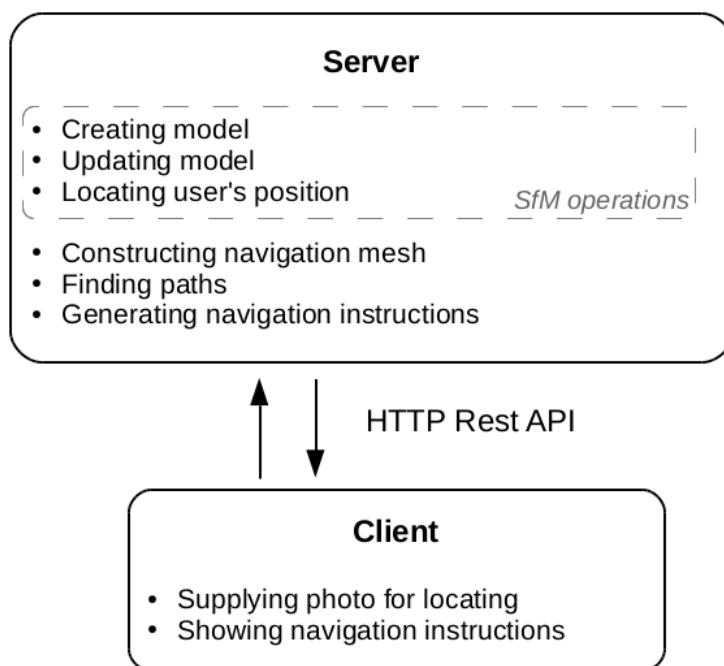 Server
• Creating model
• Updating model
• Locating user's position
SfM operations
• Constructing navigation mesh
• Finding paths
• Generating navigation instructions
HTTP Rest API
Client
• Supplying photo for locating
• Showing navigation instructions